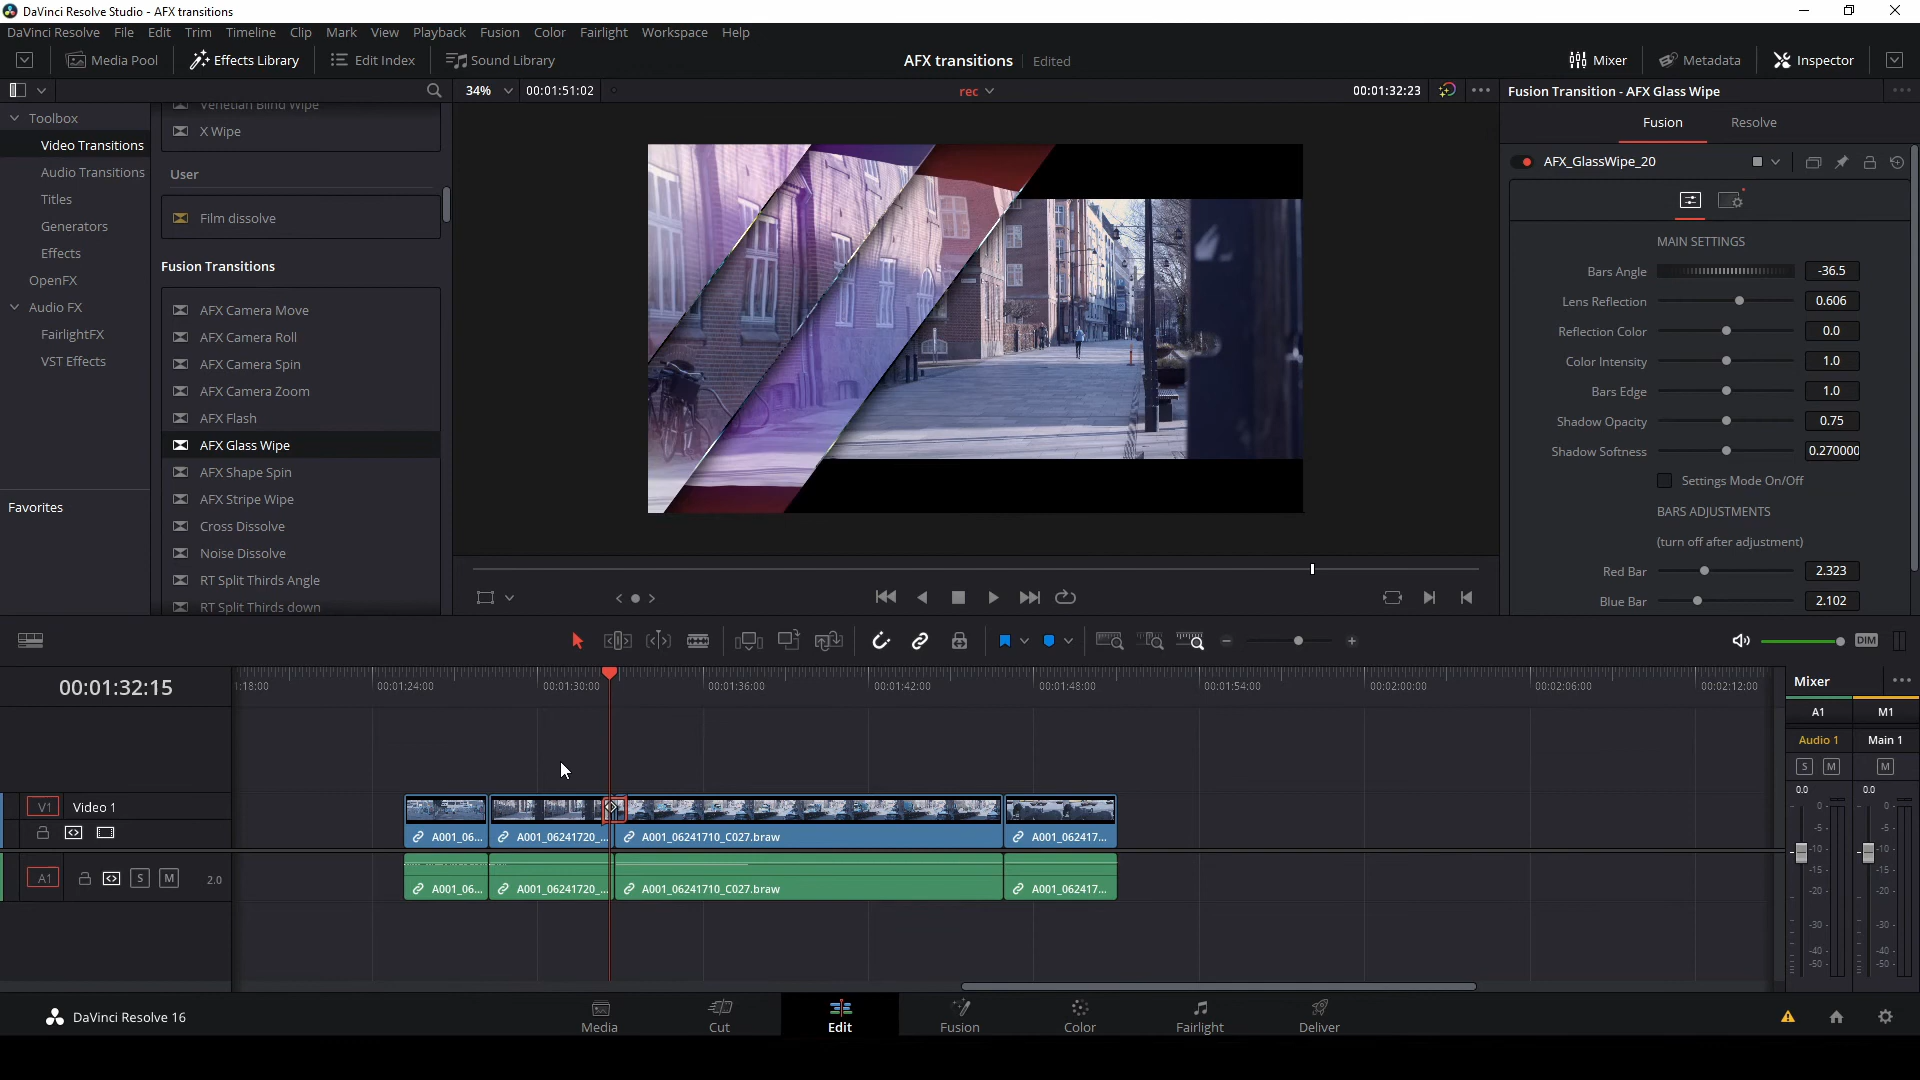 DaVinci Resolve Studio - AFX transitions
DaVinci Resolve File Edit Trim Timeline Clip Mark View Playback Fusion Color Fairlight Workspace Help
Media Pool Effects Library Edit Index Sound Library AFX transitions Edited Mixer Metadata Inspector
34% 00:01:51:02 rec 00:01:32:23 Fusion Transition - AFX Glass Wipe
Toolbox
Video Transitions
Audio Transitions
Titles
Generators
Effects
OpenFX
Audio FX
FairlightFX
VST Effects
Favorites
Venetian Blind Wipe
X Wipe
User
Film dissolve
Fusion Transitions
AFX Camera Move
AFX Camera Roll
AFX Camera Spin
AFX Camera Zoom
AFX Flash
AFX Glass Wipe
AFX Shape Spin
AFX Stripe Wipe
Cross Dissolve
Noise Dissolve
RT Split Thirds Angle
RT Split Thirds down
Fusion Resolve
AFX_GlassWipe_20
MAIN SETTINGS
Bars Angle -36.5
Lens Reflection 0.606
Reflection Color 0.0
Color Intensity 1.0
Bars Edge 1.0
Shadow Opacity 0.75
Shadow Softness 0.270000
Settings Mode On/Off
BARS ADJUSTMENTS
(turn off after adjustment)
Red Bar 2.323
Blue Bar 2.102
DIM
00:01:32:15
1:18:00 00:01:24:00 00:01:30:00 00:01:36:00 00:01:42:00 00:01:48:00 00:01:54:00 00:02:00:00 00:02:06:00 00:02:12:00
V1 Video 1
A001_06... A001_06241720_... A001_06241710_C027.braw A001_062417...
A1 S M 2.0
A001_06... A001_06241720_... A001_06241710_C027.braw A001_062417...
Mixer
A1 M1
Audio 1 Main 1
S M M
0.0 0.0
0- 0-
-5- -5-
-10- -10-
-15- -15-
-20- -20-
-30- -30-
-40- -40-
-50- -50-
DaVinci Resolve 16
Media Cut Edit Fusion Color Fairlight Deliver